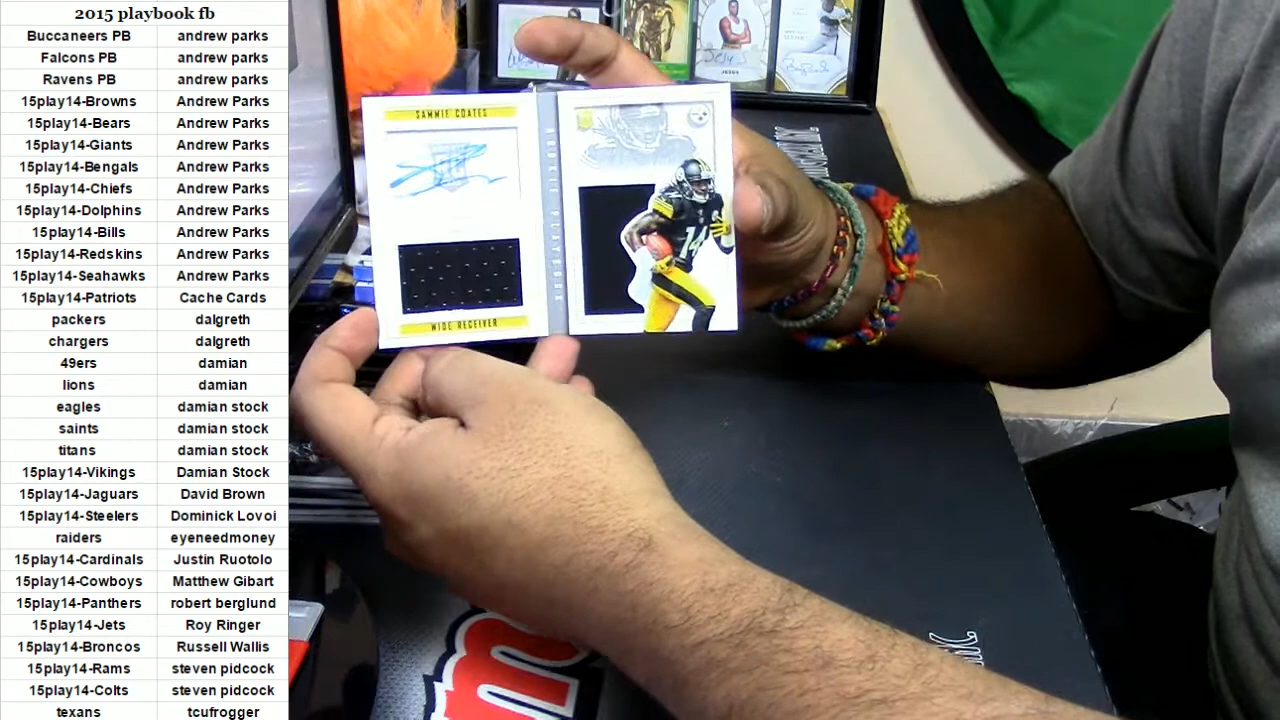 2015 playbook fb
Buccaneers PB andrew parks
Falcons PB andrew parks
Ravens PB andrew parks
15play14-Browns Andrew Parks
15play14-Bears Andrew Parks
15play14-Giants Andrew Parks
15play14-Bengals Andrew Parks
15play14-Chiefs Andrew Parks
15play14-Dolphins Andrew Parks
15play14-Bills Andrew Parks
15play14-Redskins Andrew Parks
15play14-Seahawks Andrew Parks
15play14-Patriots Cache Cards
packers dalgreth
chargers dalgreth
49ers damian
lions damian
eagles damian stock
saints damian stock
titans damian stock
15play14-Vikings Damian Stock
15play14-Jaguars David Brown
15play14-Steelers Dominick Lovoi
raiders eyeneedmoney
15play14-Cardinals Justin Ruotolo
15play14-Cowboys Matthew Gibart
15play14-Panthers robert berglund
15play14-Jets Roy Ringer
15play14-Broncos Russell Wallis
15play14-Rams steven pidcock
15play14-Colts steven pidcock
texans tcufrogger
SAMMIE COATES
WIDE RECEIVER
ROOKIE PLAYBOOK
14
m